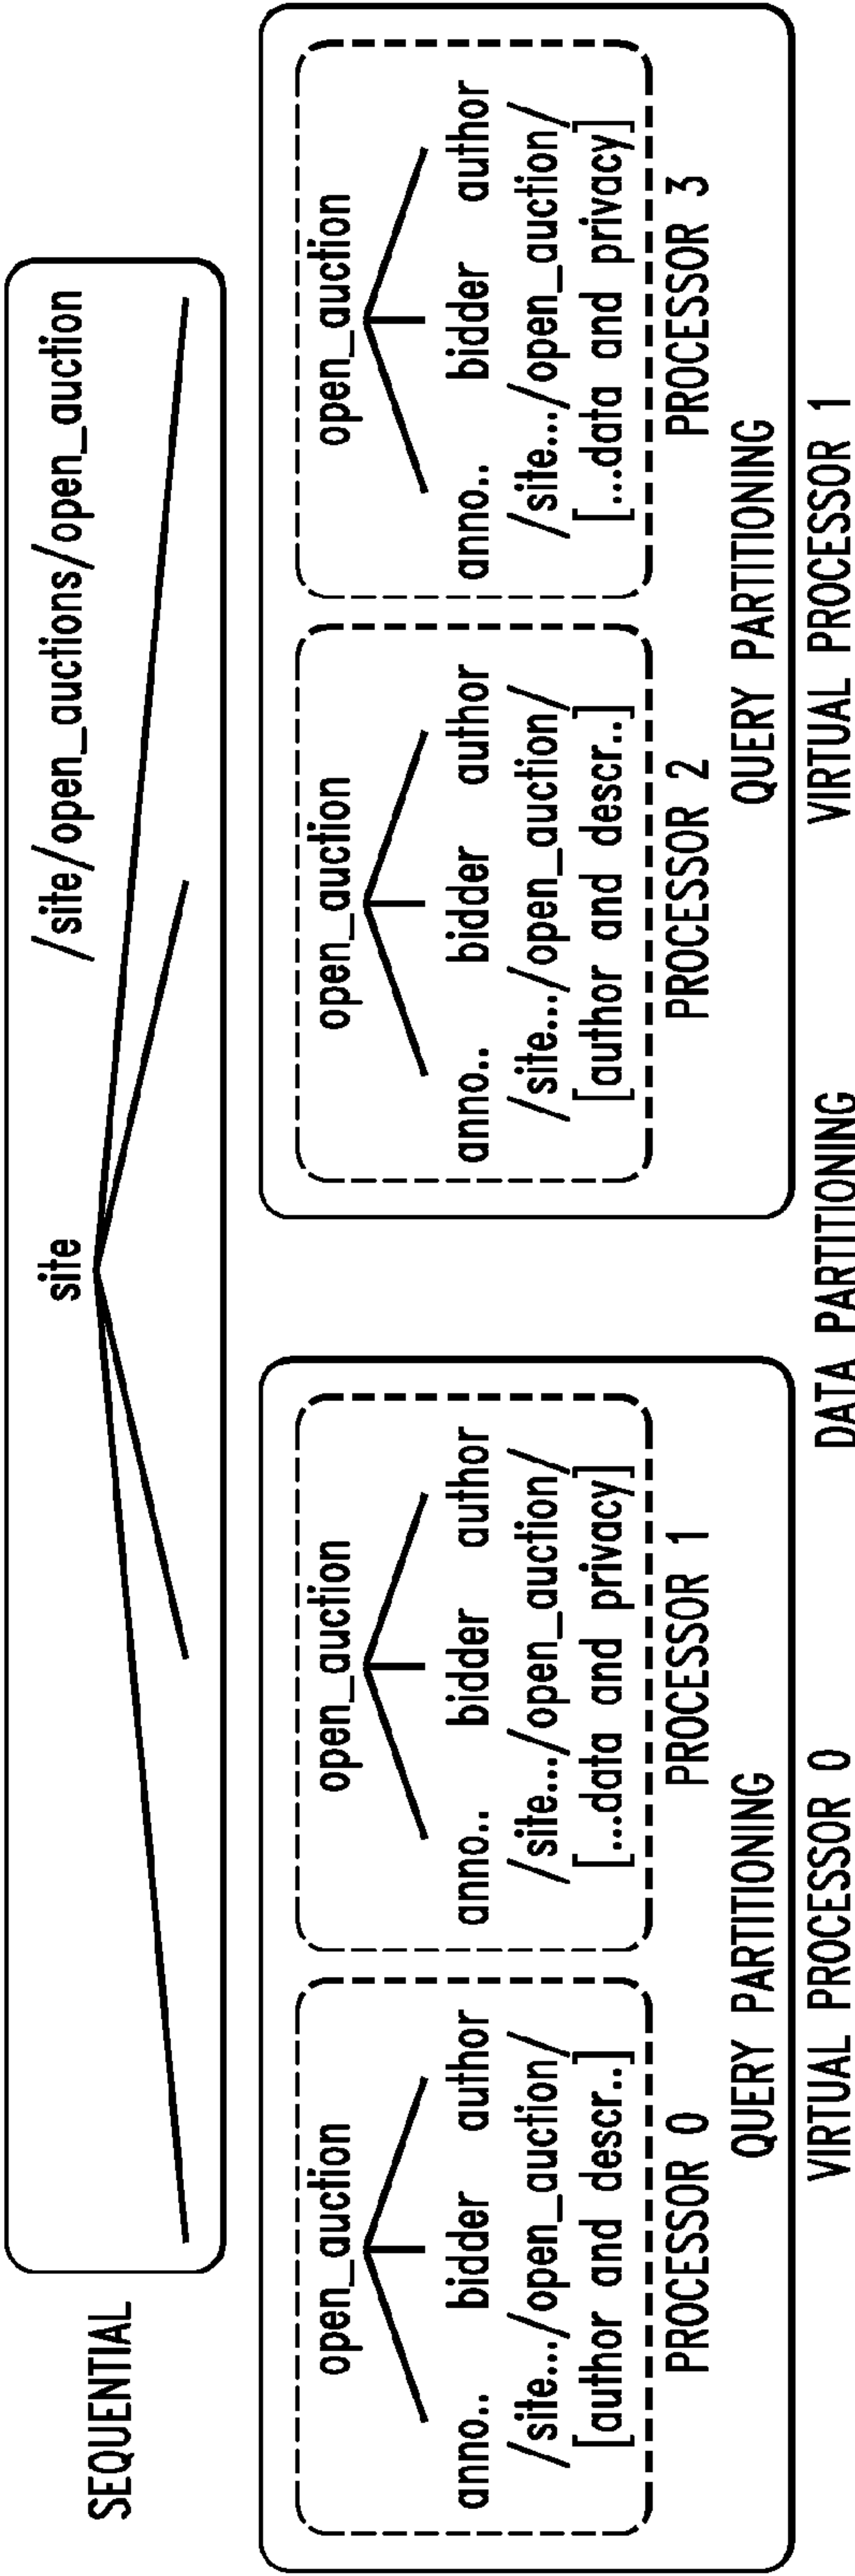 SEQUENTIAL
site
/site/open_auctions/open_auction
open_auction
anno.. bidder author
/site.../open_auction/
[author and descr..]
PROCESSOR 0
open_auction
anno.. bidder author
/site.../open_auction/
[...data and privacy]
PROCESSOR 1
QUERY PARTITIONING
VIRTUAL PROCESSOR 0
DATA PARTITIONING
open_auction
anno.. bidder author
/site.../open_auction/
[author and descr..]
PROCESSOR 2
open_auction
anno.. bidder author
/site.../open_auction/
[...data and privacy]
PROCESSOR 3
QUERY PARTITIONING
VIRTUAL PROCESSOR 1